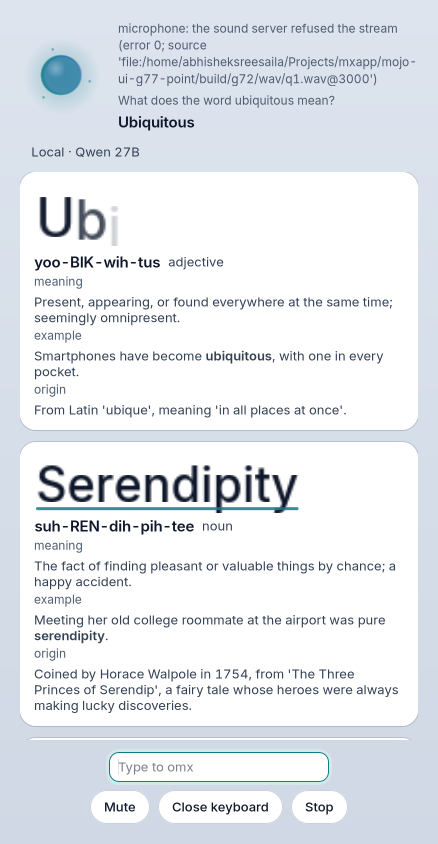 microphone: the sound server refused the stream
(error 0; source
'file:/home/abhisheksreesaila/Projects/mxapp/mojo-
ui-g77-point/build/g72/wav/q1.wav@3000')
What does the word ubiquitous mean?
Ubiquitous
Local · Qwen 27B
Ubi
yoo-BIK-wih-tus adjective
meaning
Present, appearing, or found everywhere at the same time;
seemingly omnipresent.
example
Smartphones have become ubiquitous, with one in every
pocket.
origin
From Latin 'ubique', meaning 'in all places at once'.
Serendipity
suh-REN-dih-pih-tee noun
meaning
The fact of finding pleasant or valuable things by chance; a
happy accident.
example
Meeting her old college roommate at the airport was pure
serendipity.
origin
Coined by Horace Walpole in 1754, from 'The Three
Princes of Serendip', a fairy tale whose heroes were always
making lucky discoveries.
Type to omx
Mute Close keyboard Stop